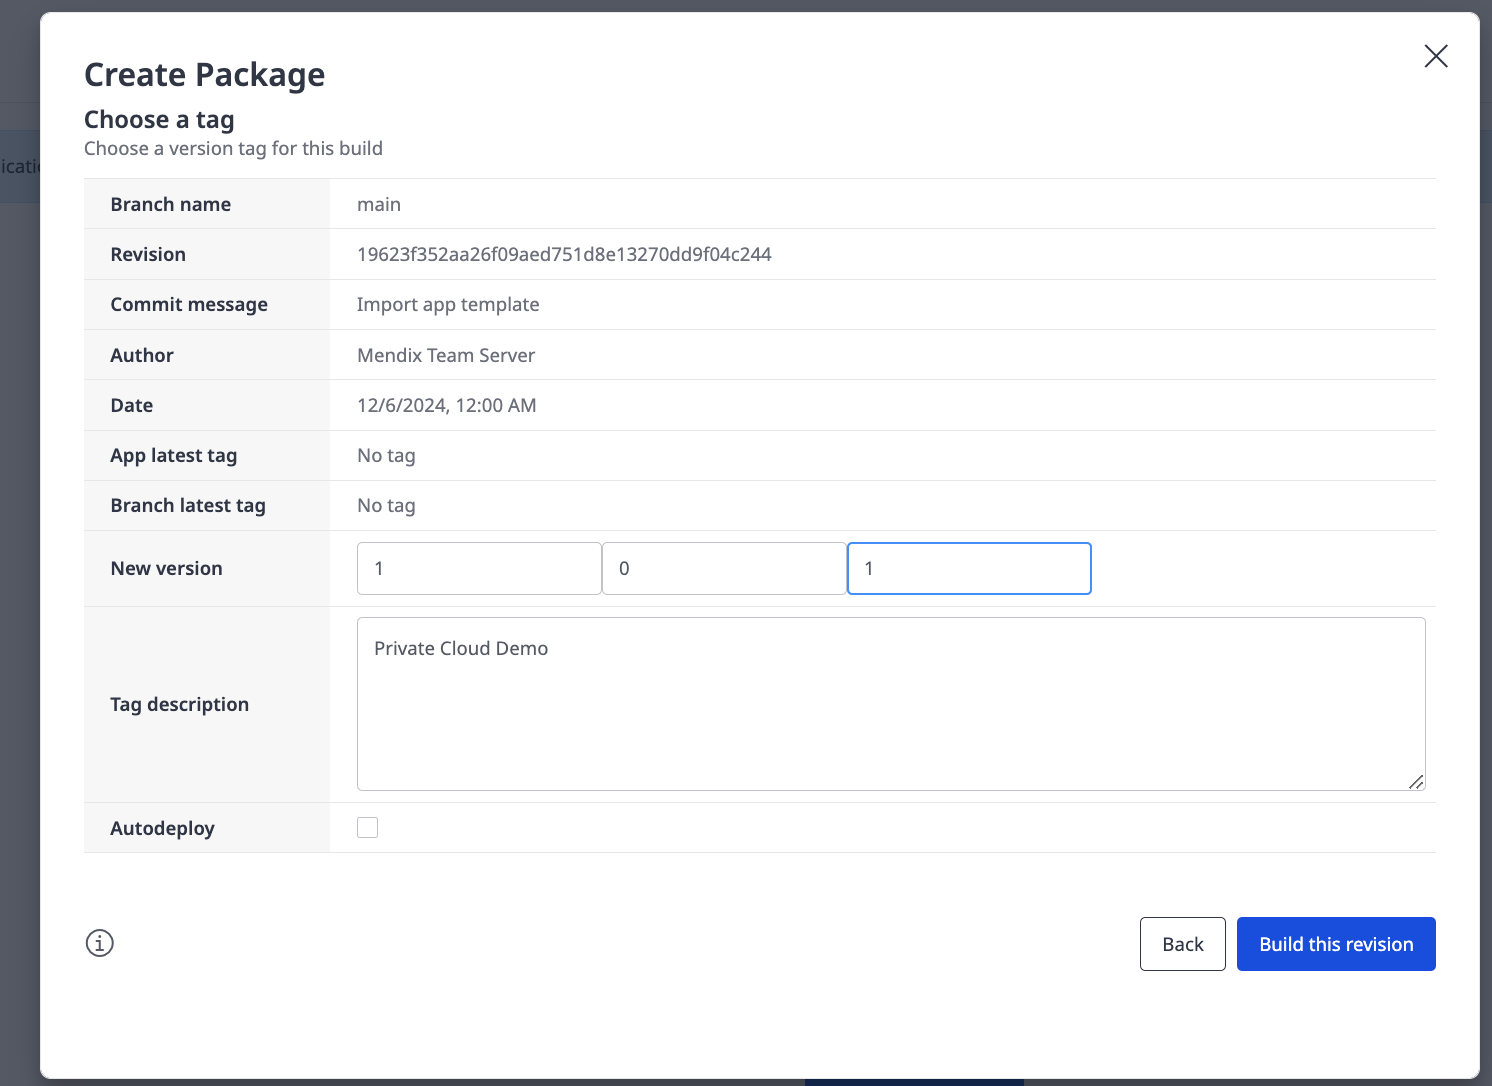 Create Package
Choose a tag
Choose a version tag for this build
Branch name main
Revision 19623f352aa26f09aed751d8e13270dd9f04c244
Commit message Import app template
Author Mendix Team Server
Date 12/6/2024, 12:00 AM
App latest tag No tag
Branch latest tag No tag
New version 1 0 1
Private Cloud Demo
Tag description
Autodeploy
Back Build this revision